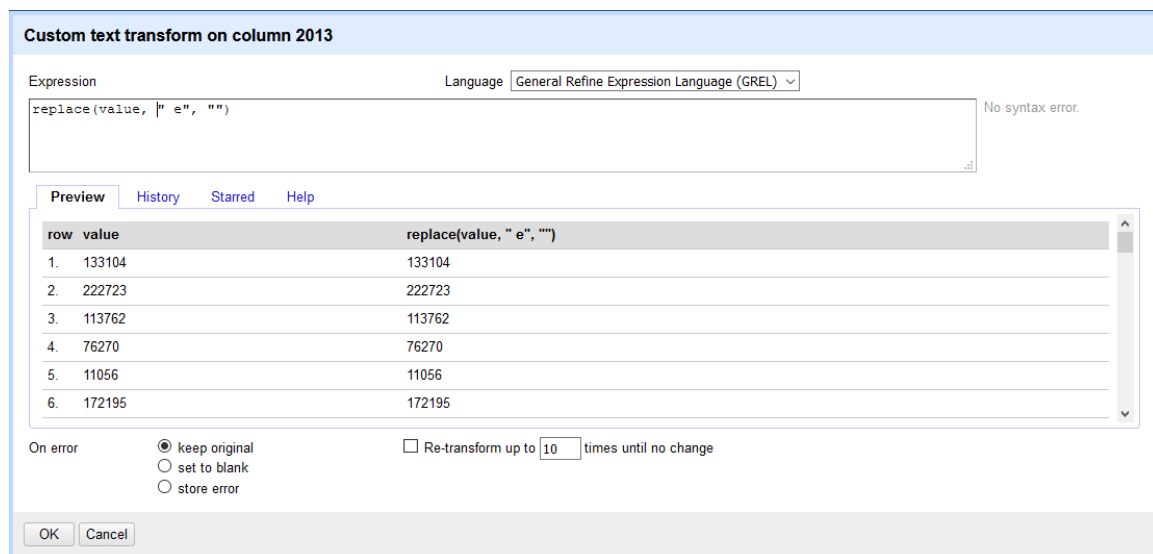 Custom text transform on column 2013
Expression Language General Refine Expression Language (GREL)
replace(value, " e", "") No syntax error.
Preview History Starred Help
row value replace(value, " e", "")
1. 133104 133104
2. 222723 222723
3. 113762 113762
4. 76270 76270
5. 11056 11056
6. 172195 172195
On error keep original Re-transform up to 10 times until no change
set to blank
store error
OK Cancel